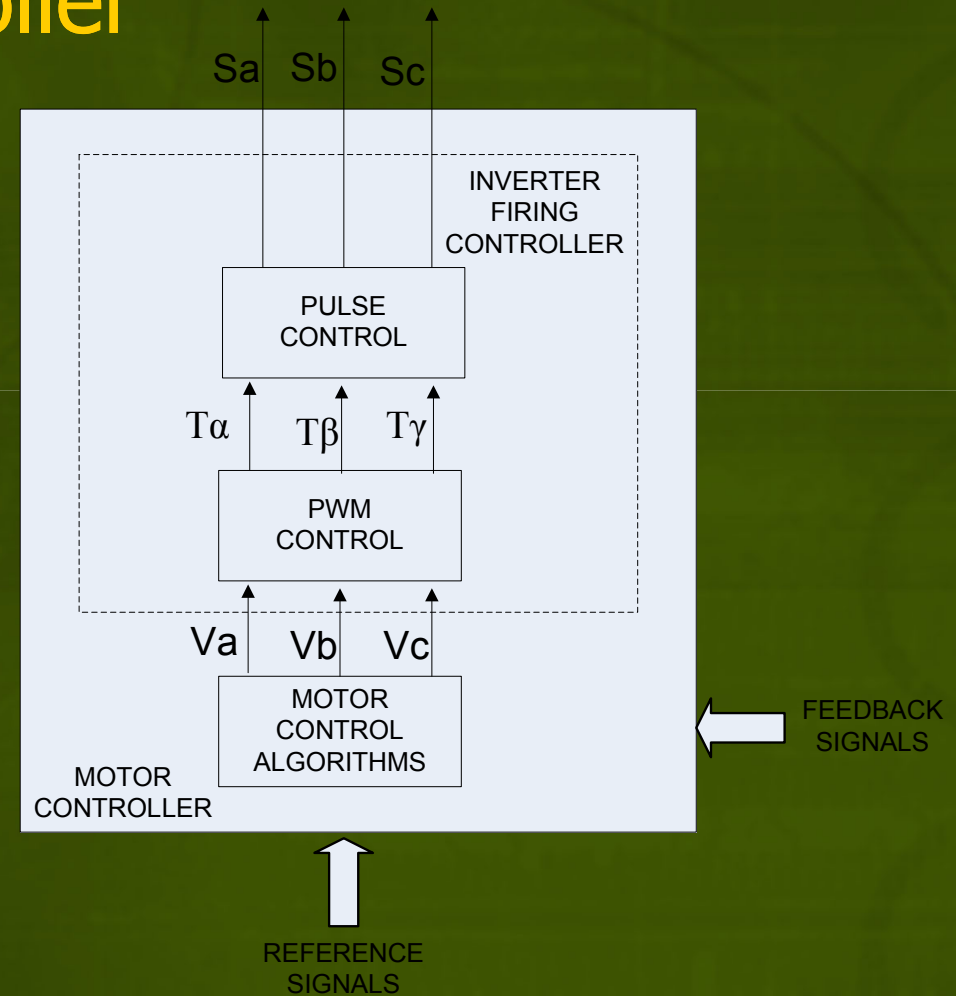 Sa Sb Sc
INVERTER
FIRING
CONTROLLER
PULSE
CONTROL
Tα Tβ Tγ
PWM
CONTROL
Va Vb Vc
MOTOR
CONTROL
ALGORITHMS
MOTOR
CONTROLLER
FEEDBACK
SIGNALS
REFERENCE
SIGNALS